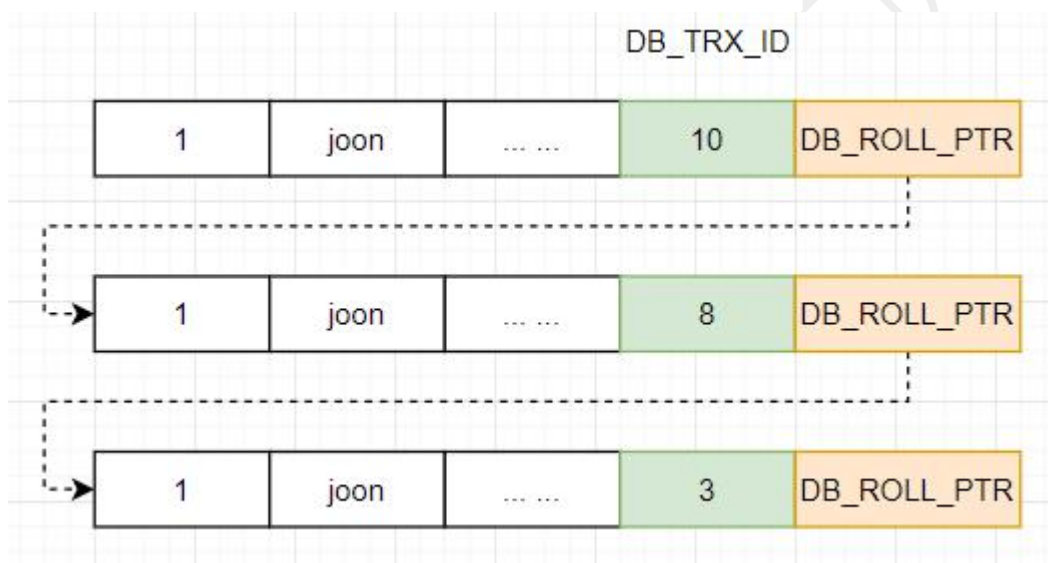 DB_TRX_ID
1 joon ... ... 10 DB_ROLL_PTR
1 joon ... ... 8 DB_ROLL_PTR
1 joon ... ... 3 DB_ROLL_PTR